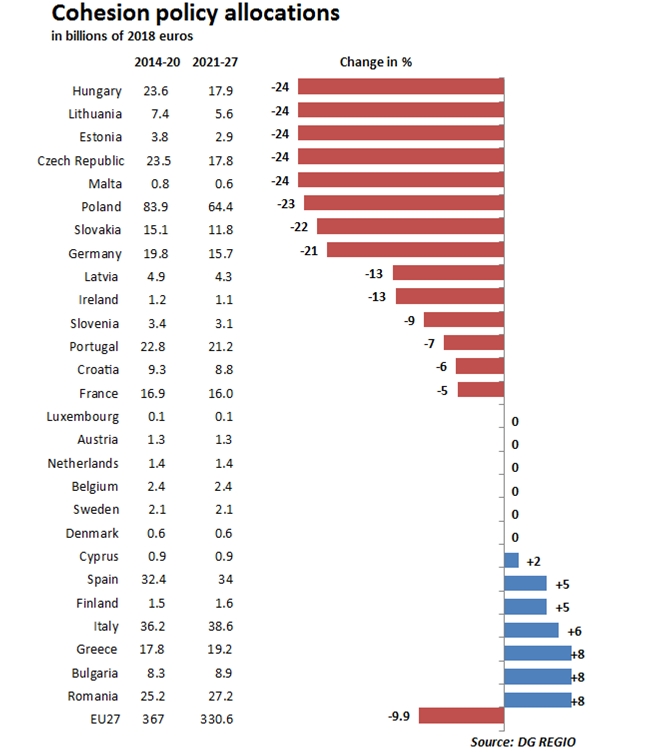 Cohesion policy allocations
in billions of 2018 euros
2014-20 2021-27 Change in %
Hungary 23.6 17.9 -24
Lithuania 7.4 5.6 -24
Estonia 3.8 2.9 -24
Czech Republic 23.5 17.8 -24
Malta 0.8 0.6 -24
Poland 83.9 64.4 -23
Slovakia 15.1 11.8 -22
Germany 19.8 15.7 -21
Latvia 4.9 4.3 -13
Ireland 1.2 1.1 -13
Slovenia 3.4 3.1 -9
Portugal 22.8 21.2 -7
Croatia 9.3 8.8 -6
France 16.9 16.0 -5
Luxembourg 0.1 0.1 0
Austria 1.3 1.3 0
Netherlands 1.4 1.4 0
Belgium 2.4 2.4 0
Sweden 2.1 2.1 0
Denmark 0.6 0.6 0
Cyprus 0.9 0.9 +2
Spain 32.4 34 +5
Finland 1.5 1.6 +5
Italy 36.2 38.6 +6
Greece 17.8 19.2 +8
Bulgaria 8.3 8.9 +8
Romania 25.2 27.2 +8
EU27 367 330.6 -9.9
Source: DG REGIO